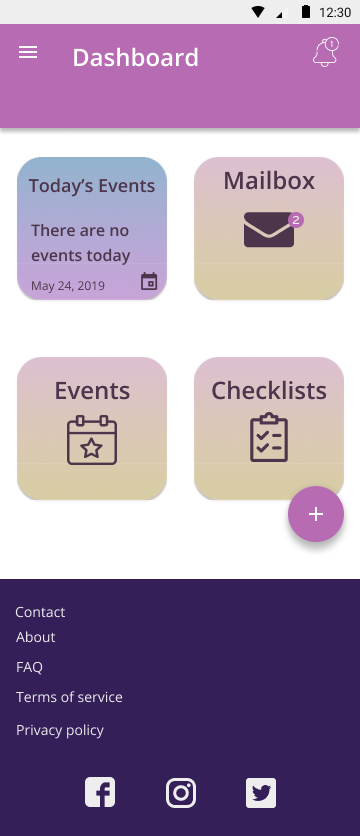 12:30
Dashboard
1
Today's Events
There are no
events today
May 24, 2019
Mailbox
2
Events
Checklists
+
Contact
About
FAQ
Terms of service
Privacy policy